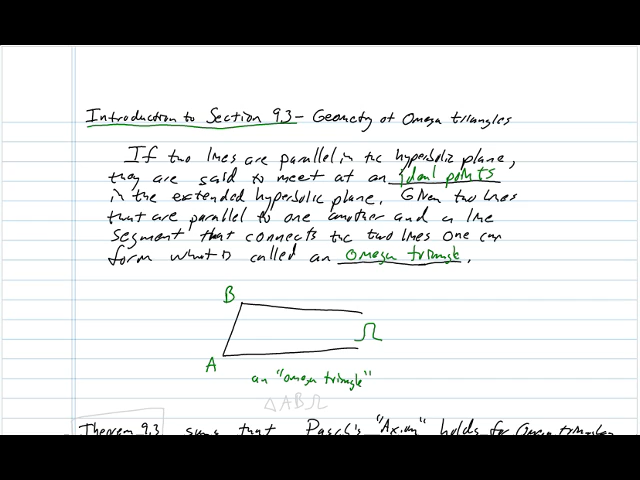 Introduction to Section 9.3 - Geometry of Omega triangles
If two lines are parallel in the hyperbolic plane,
they are said to meet at an ideal points
in the extended hyperbolic plane. Given two lines
that are parallel to one another and a line
segment that connects the two lines one can
form what is called an omega triangle.
B
Ω
A
an "omega triangle"
△ABΩ
Theorem 9.3 says that Pasch's "Axiom" holds for Omega triangles